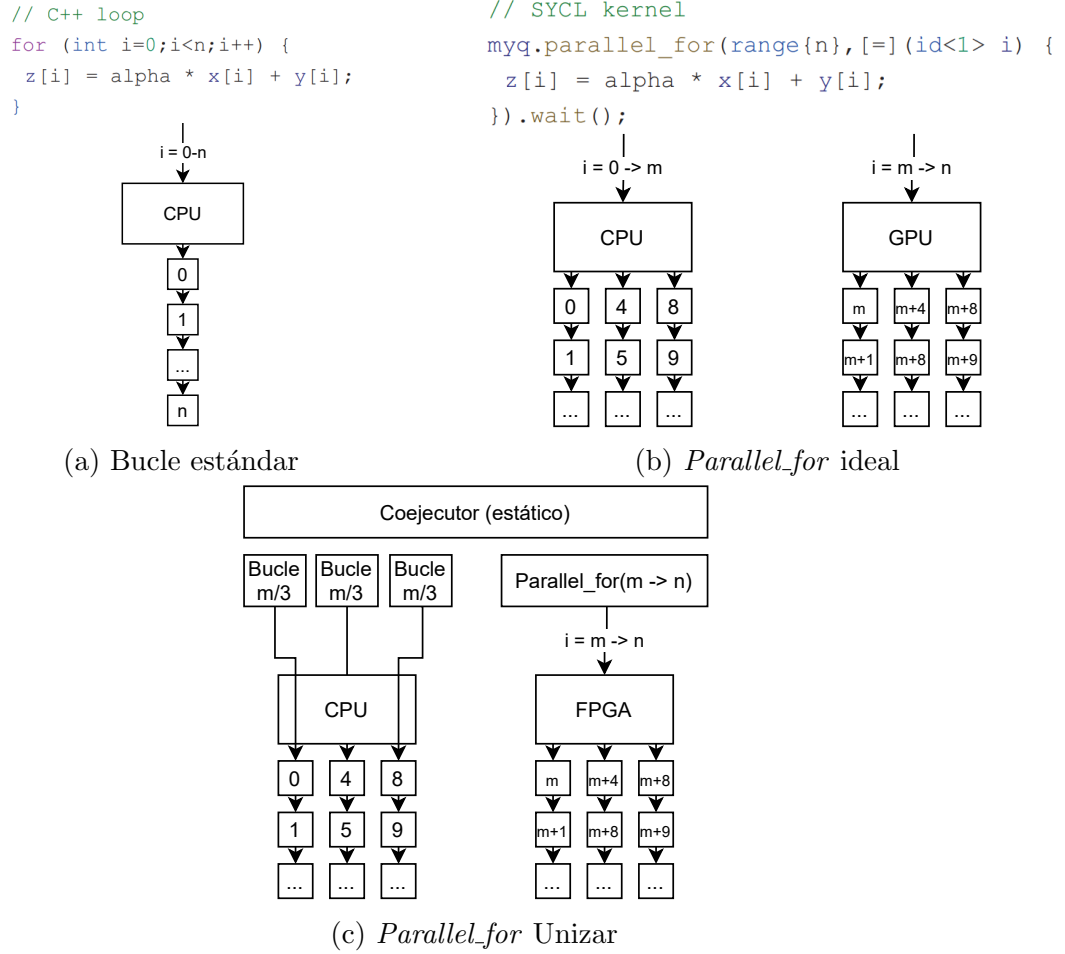 // C++ loop
for (int i=0;i<n;i++) {
z[i] = alpha * x[i] + y[i];
}
i = 0-n
CPU
0
1
...
n
(a) Bucle estándar
// SYCL kernel
myq.parallel_for(range{n},[=](id<1> i) {
z[i] = alpha * x[i] + y[i];
}).wait();
i = 0 -> m
i = m -> n
CPU
GPU
0 4 8
m m+4 m+8
1 5 9
m+1 m+8 m+9
... ... ...
... ... ...
(b) Parallel_for ideal
Coejecutor (estático)
Bucle m/3
Bucle m/3
Bucle m/3
Parallel_for(m -> n)
i = m -> n
CPU
FPGA
0 4 8
m m+4 m+8
1 5 9
m+1 m+8 m+9
... ... ...
... ... ...
(c) Parallel_for Unizar